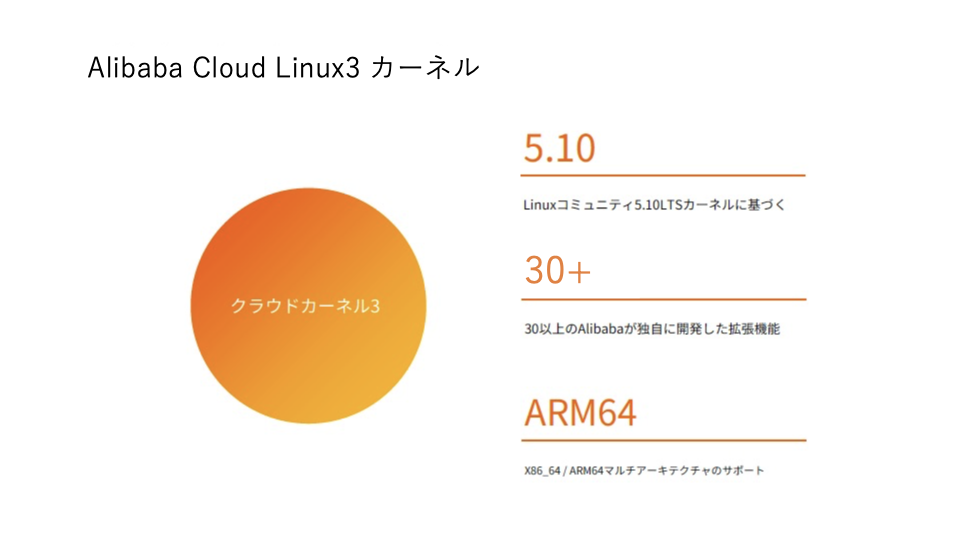 Alibaba Cloud Linux3 カーネル
クラウドカーネル3
5.10
Linuxコミュニティ5.10LTSカーネルに基づく
30+
30以上のAlibabaが独自に開発した拡張機能
ARM64
X86_64 / ARM64マルチアーキテクチャのサポート